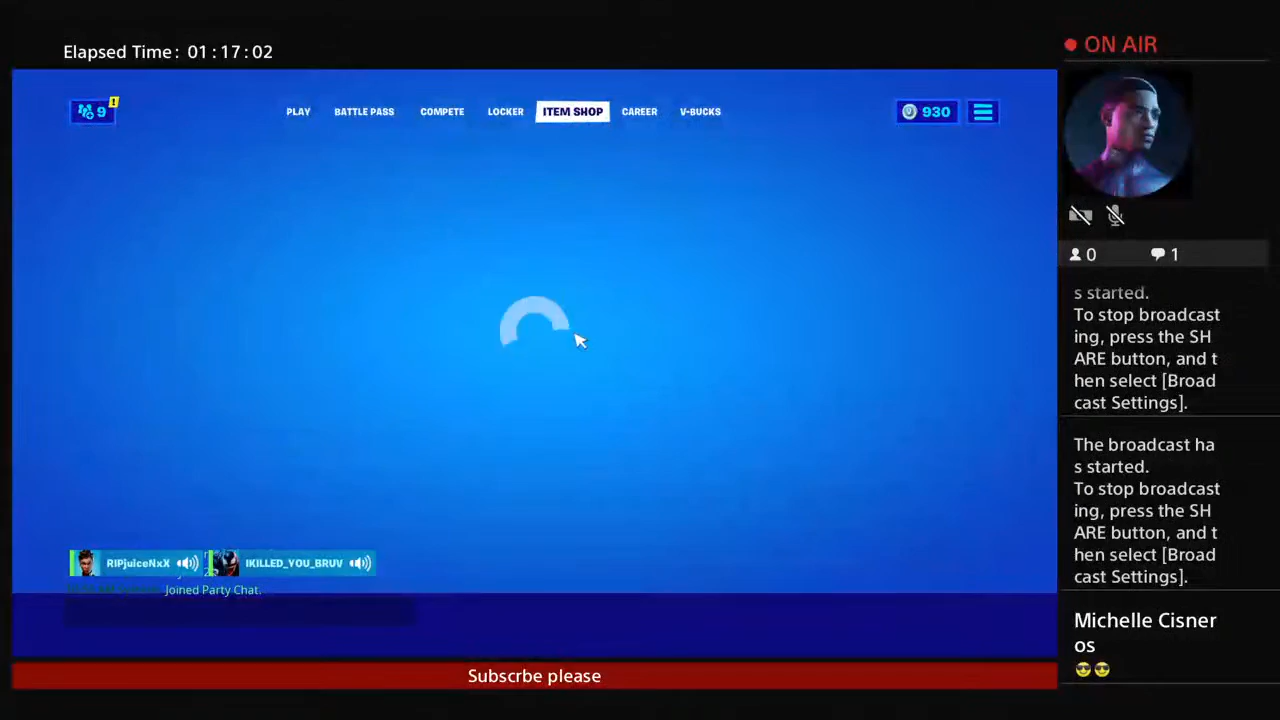 Elapsed Time: 01:17:02
ON AIR
9
!
PLAY
BATTLE PASS
COMPETE
LOCKER
ITEM SHOP
CAREER
V-BUCKS
930
0
1
s started.
To stop broadcast
ing, press the SH
ARE button, and t
hen select [Broad
cast Settings].
The broadcast ha
s started.
To stop broadcast
ing, press the SH
ARE button, and t
hen select [Broad
cast Settings].
Michelle Cisner
os
😎😎
RIPjuiceNxX
IKILLED_YOU_BRUV
Joined Party Chat.
Subscrbe please